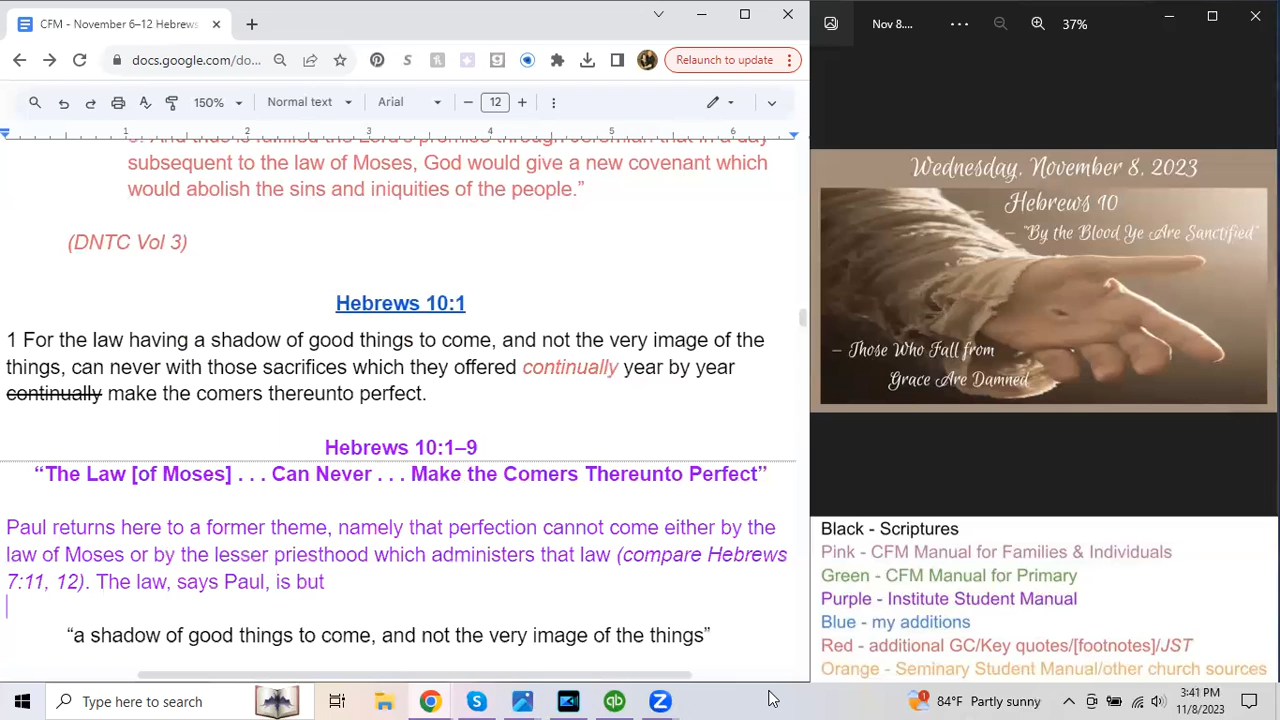 CFM – November 6–12 Hebrews
docs.google.com/do...
Relaunch to update
150%
Normal text
Arial
12
1 2 3 4 5 6
subsequent to the law of Moses, God would give a new covenant which
would abolish the sins and iniquities of the people.”
(DNTC Vol 3)
Hebrews 10:1
1 For the law having a shadow of good things to come, and not the very image of the
things, can never with those sacrifices which they offered continually year by year
continually make the comers thereunto perfect.
Hebrews 10:1–9
“The Law [of Moses] . . . Can Never . . . Make the Comers Thereunto Perfect”
Paul returns here to a former theme, namely that perfection cannot come either by the
law of Moses or by the lesser priesthood which administers that law (compare Hebrews
7:11, 12). The law, says Paul, is but
“a shadow of good things to come, and not the very image of the things”
Nov 8....
37%
Wednesday, November 8, 2023
Hebrews 10
– “By the Blood Ye Are Sanctified”
– Those Who Fall from
Grace Are Damned
Black - Scriptures
Pink - CFM Manual for Families & Individuals
Green - CFM Manual for Primary
Purple - Institute Student Manual
Blue - my additions
Red - additional GC/Key quotes/[footnotes]/JST
Orange - Seminary Student Manual/other church sources
Type here to search
84°F Partly sunny
3:41 PM
11/8/2023